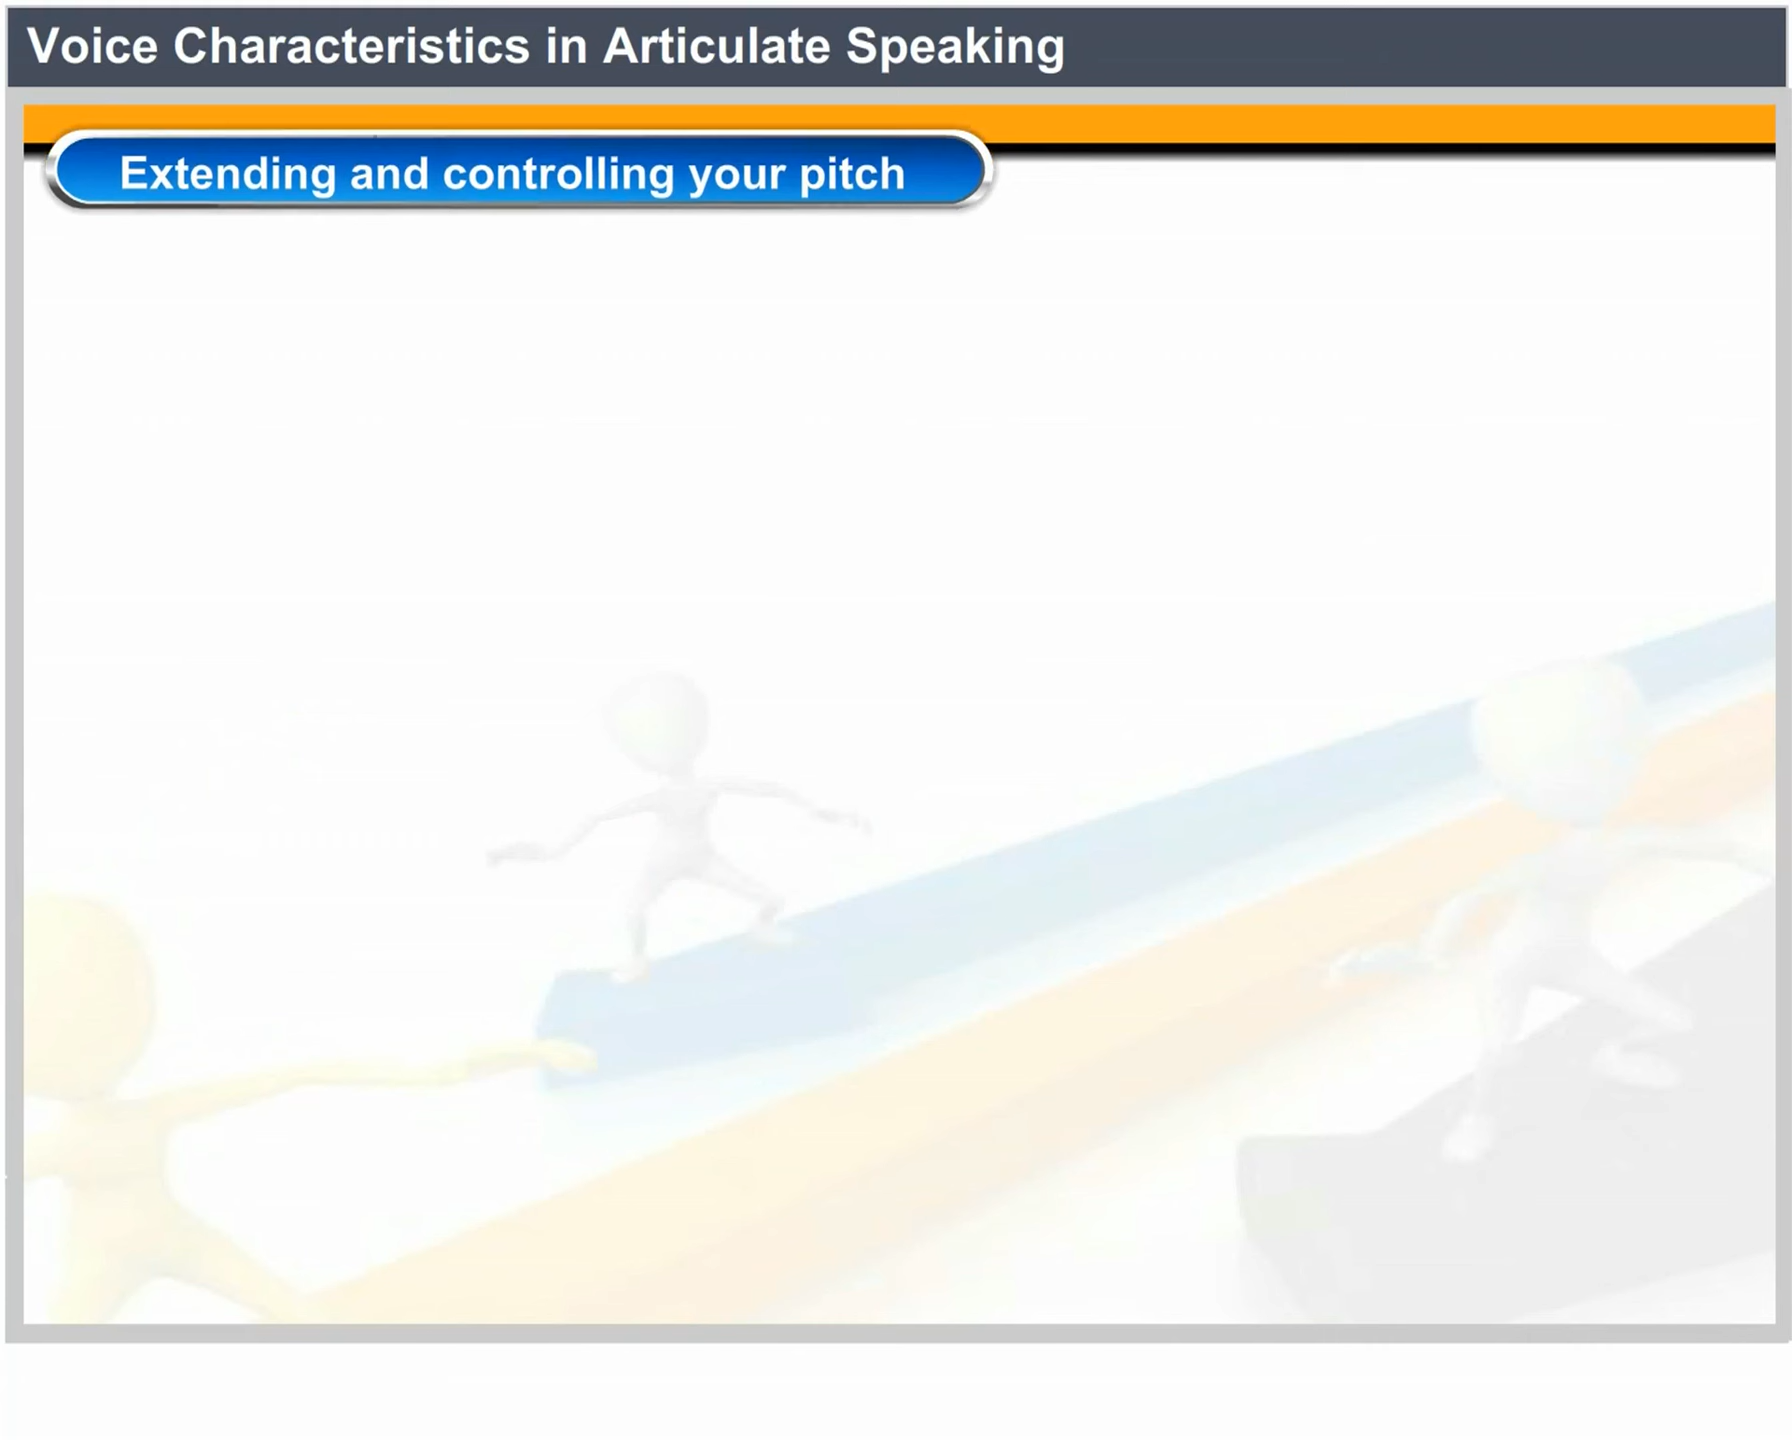 Voice Characteristics in Articulate Speaking
Extending and controlling your pitch